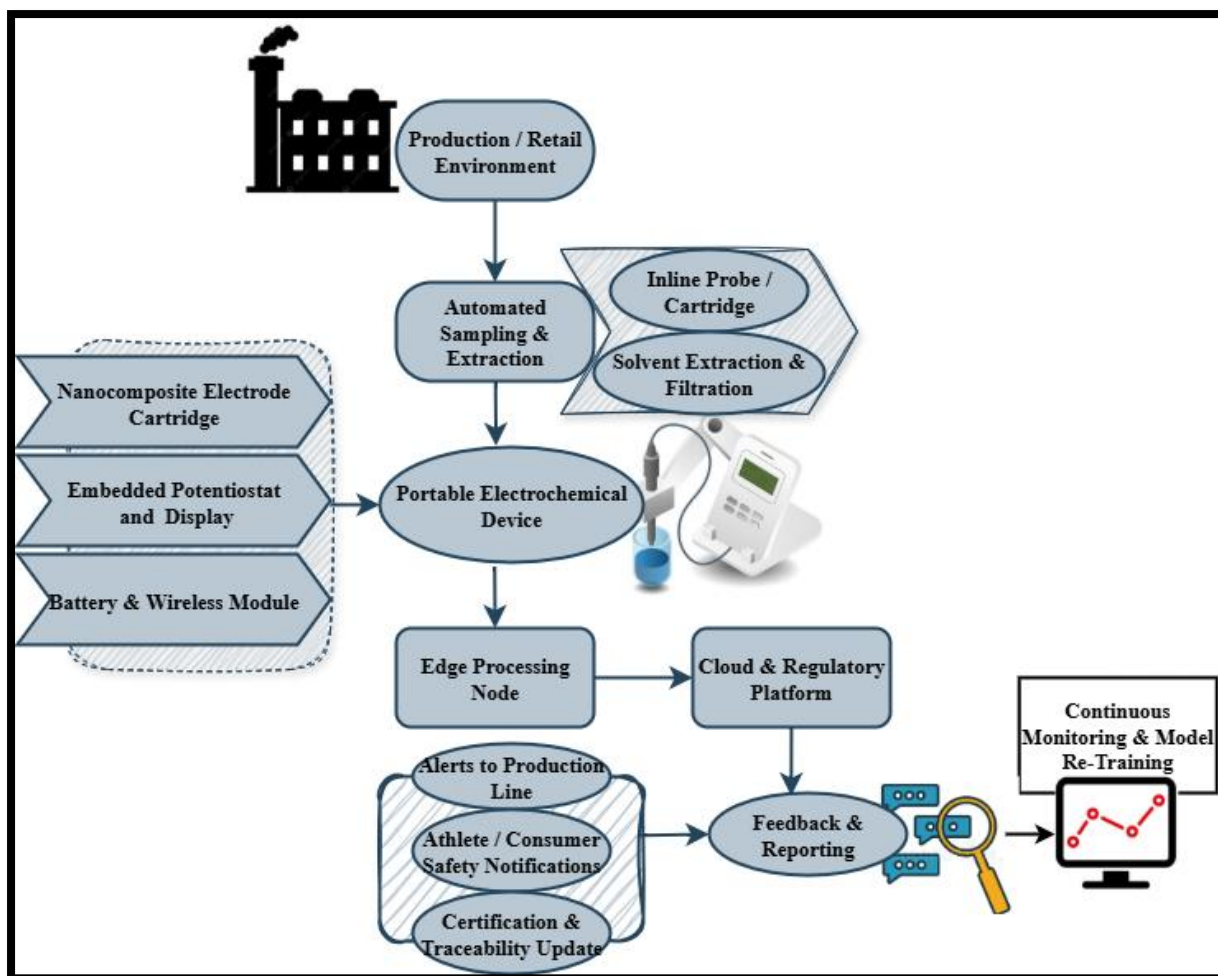 Production / Retail
Environment
Automated
Sampling &
Extraction
Inline Probe /
Cartridge
Solvent Extraction &
Filtration
Nanocomposite Electrode
Cartridge
Embedded Potentiostat
and Display
Battery & Wireless Module
Portable Electrochemical
Device
Edge Processing
Node
Cloud & Regulatory
Platform
Alerts to Production
Line
Athlete / Consumer
Safety Notifications
Certification &
Traceability Update
Feedback &
Reporting
Continuous
Monitoring & Model
Re-Training